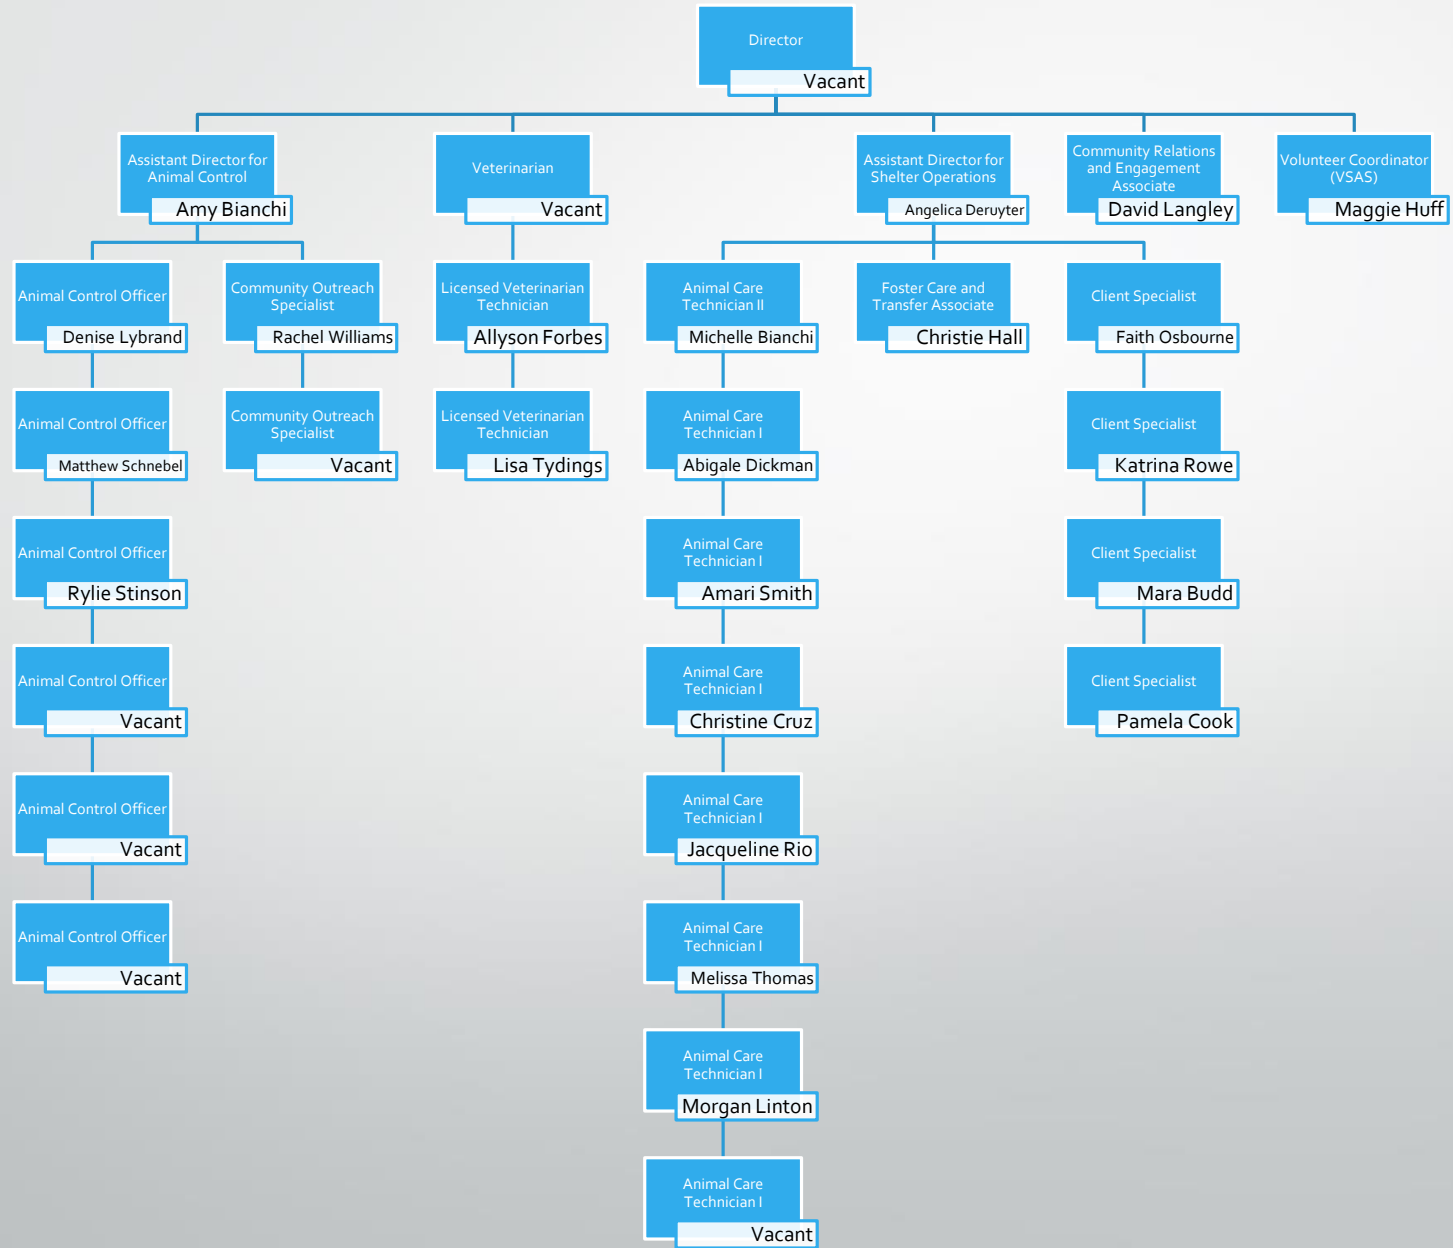 Director
Vacant
Assistant Director for
Animal Control
Amy Bianchi
Veterinarian
Vacant
Assistant Director for
Shelter Operations
Angelica Deruyter
Community Relations
and Engagement
Associate
David Langley
Volunteer Coordinator
(VSAS)
Maggie Huff
Animal Control Officer
Denise Lybrand
Community Outreach
Specialist
Rachel Williams
Licensed Veterinarian
Technician
Allyson Forbes
Animal Care
Technician II
Michelle Bianchi
Foster Care and
Transfer Associate
Christie Hall
Client Specialist
Faith Osbourne
Animal Control Officer
Matthew Schnebel
Community Outreach
Specialist
Vacant
Licensed Veterinarian
Technician
Lisa Tydings
Animal Care
Technician I
Abigale Dickman
Client Specialist
Katrina Rowe
Animal Control Officer
Rylie Stinson
Animal Care
Technician I
Amari Smith
Client Specialist
Mara Budd
Animal Control Officer
Vacant
Animal Care
Technician I
Christine Cruz
Client Specialist
Pamela Cook
Animal Control Officer
Vacant
Animal Care
Technician I
Jacqueline Rio
Animal Control Officer
Vacant
Animal Care
Technician I
Melissa Thomas
Animal Care
Technician I
Morgan Linton
Animal Care
Technician I
Vacant